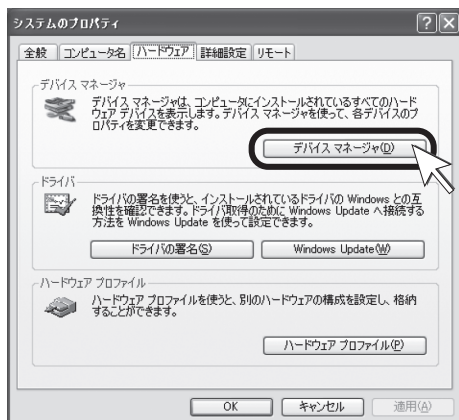 システムのプロパティ
全般 コンピュータ名 ハードウェア 詳細設定 リモート
デバイス マネージャ
デバイス マネージャは、コンピュータにインストールされているすべてのハード
ウェア デバイスを表示します。デバイス マネージャを使って、各デバイスのプ
ロパティを変更できます。
デバイス マネージャ(D)
ドライバ
ドライバの署名を使うと、インストールされているドライバの Windows との互
換性を確認できます。ドライバ取得のために Windows Update へ接続する
方法を Windows Update を使って設定できます。
ドライバの署名(S) Windows Update(W)
ハードウェア プロファイル
ハードウェア プロファイルを使うと、別のハードウェアの構成を設定し、格納
することができます。
ハードウェア プロファイル(P)
OK キャンセル 適用(A)